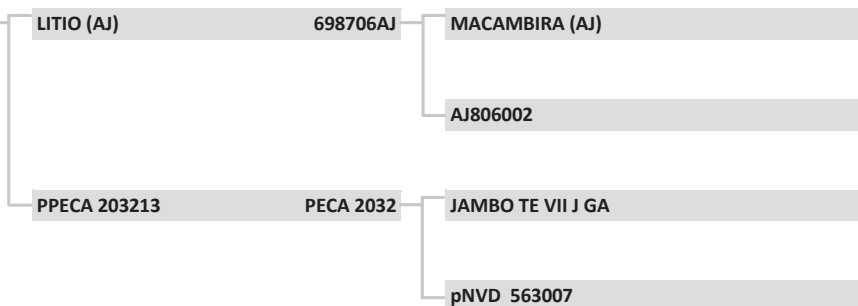 LITIO (AJ) 698706AJ MACAMBIRA (AJ)
AJ806002
PPECA 203213 PECA 2032 JAMBO TE VII J GA
pNVD 563007